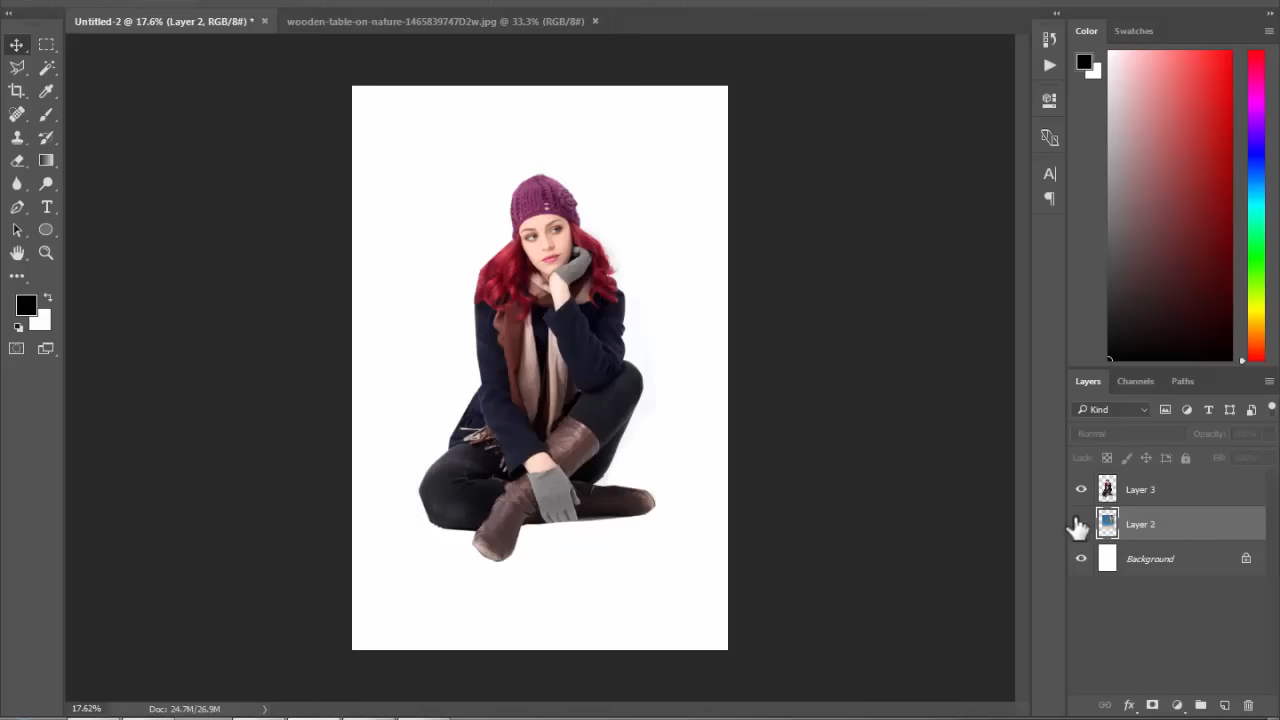 Untitled-2 @ 17.6% (Layer 2, RGB/8#) * ×
wooden-table-on-nature-1465839747D2w.jpg @ 33.3% (RGB/8#) ×
Color Swatches
Layers Channels Paths
Kind
Normal Opacity: 100%
Lock: Fill:
Layer 3
Layer 2
Background
fx
17.62% Doc: 24.7M/26.9M